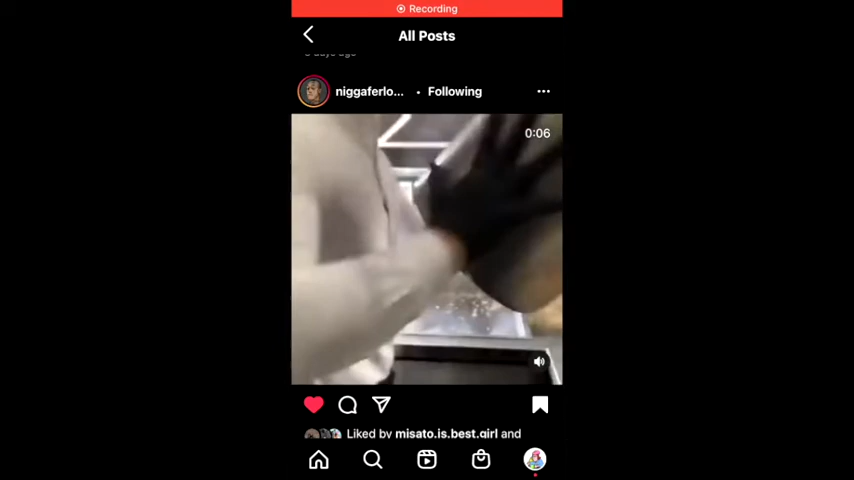 Recording
All Posts
niggaferlo... • Following
0:06
Liked by misato.is.best.girl and